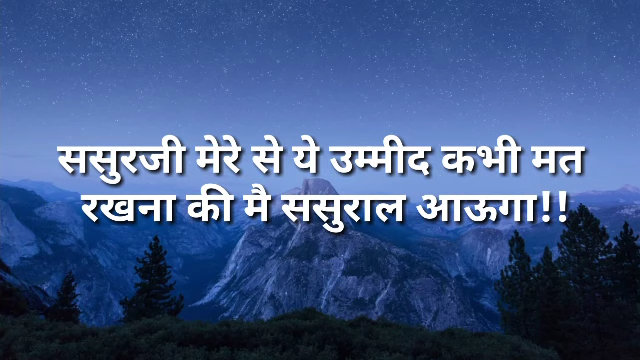 ससुरजी मेरे से ये उम्मीद कभी मत
रखना की मै ससुराल आऊगा!!